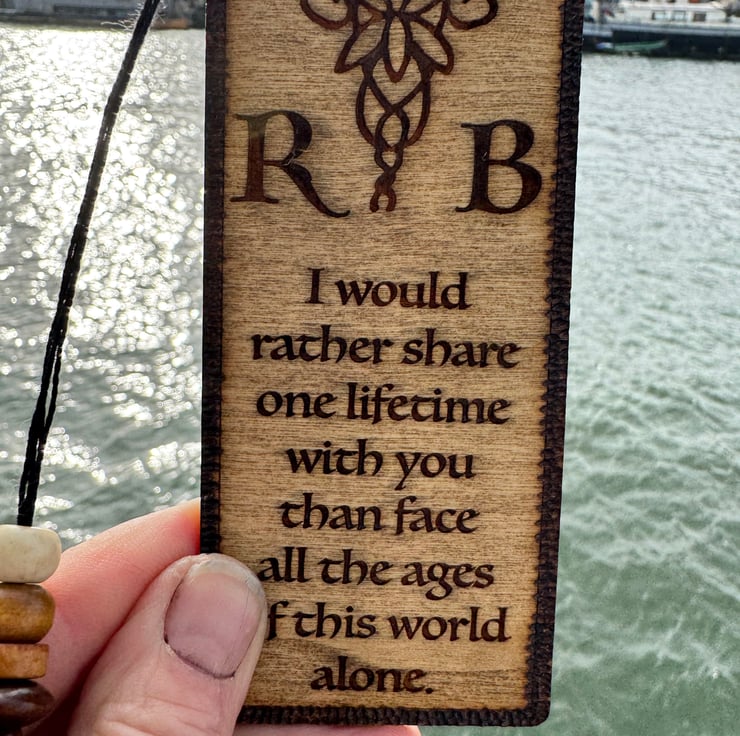 R B
I would
rather share
one lifetime
with you
than face
all the ages
f this world
alone.